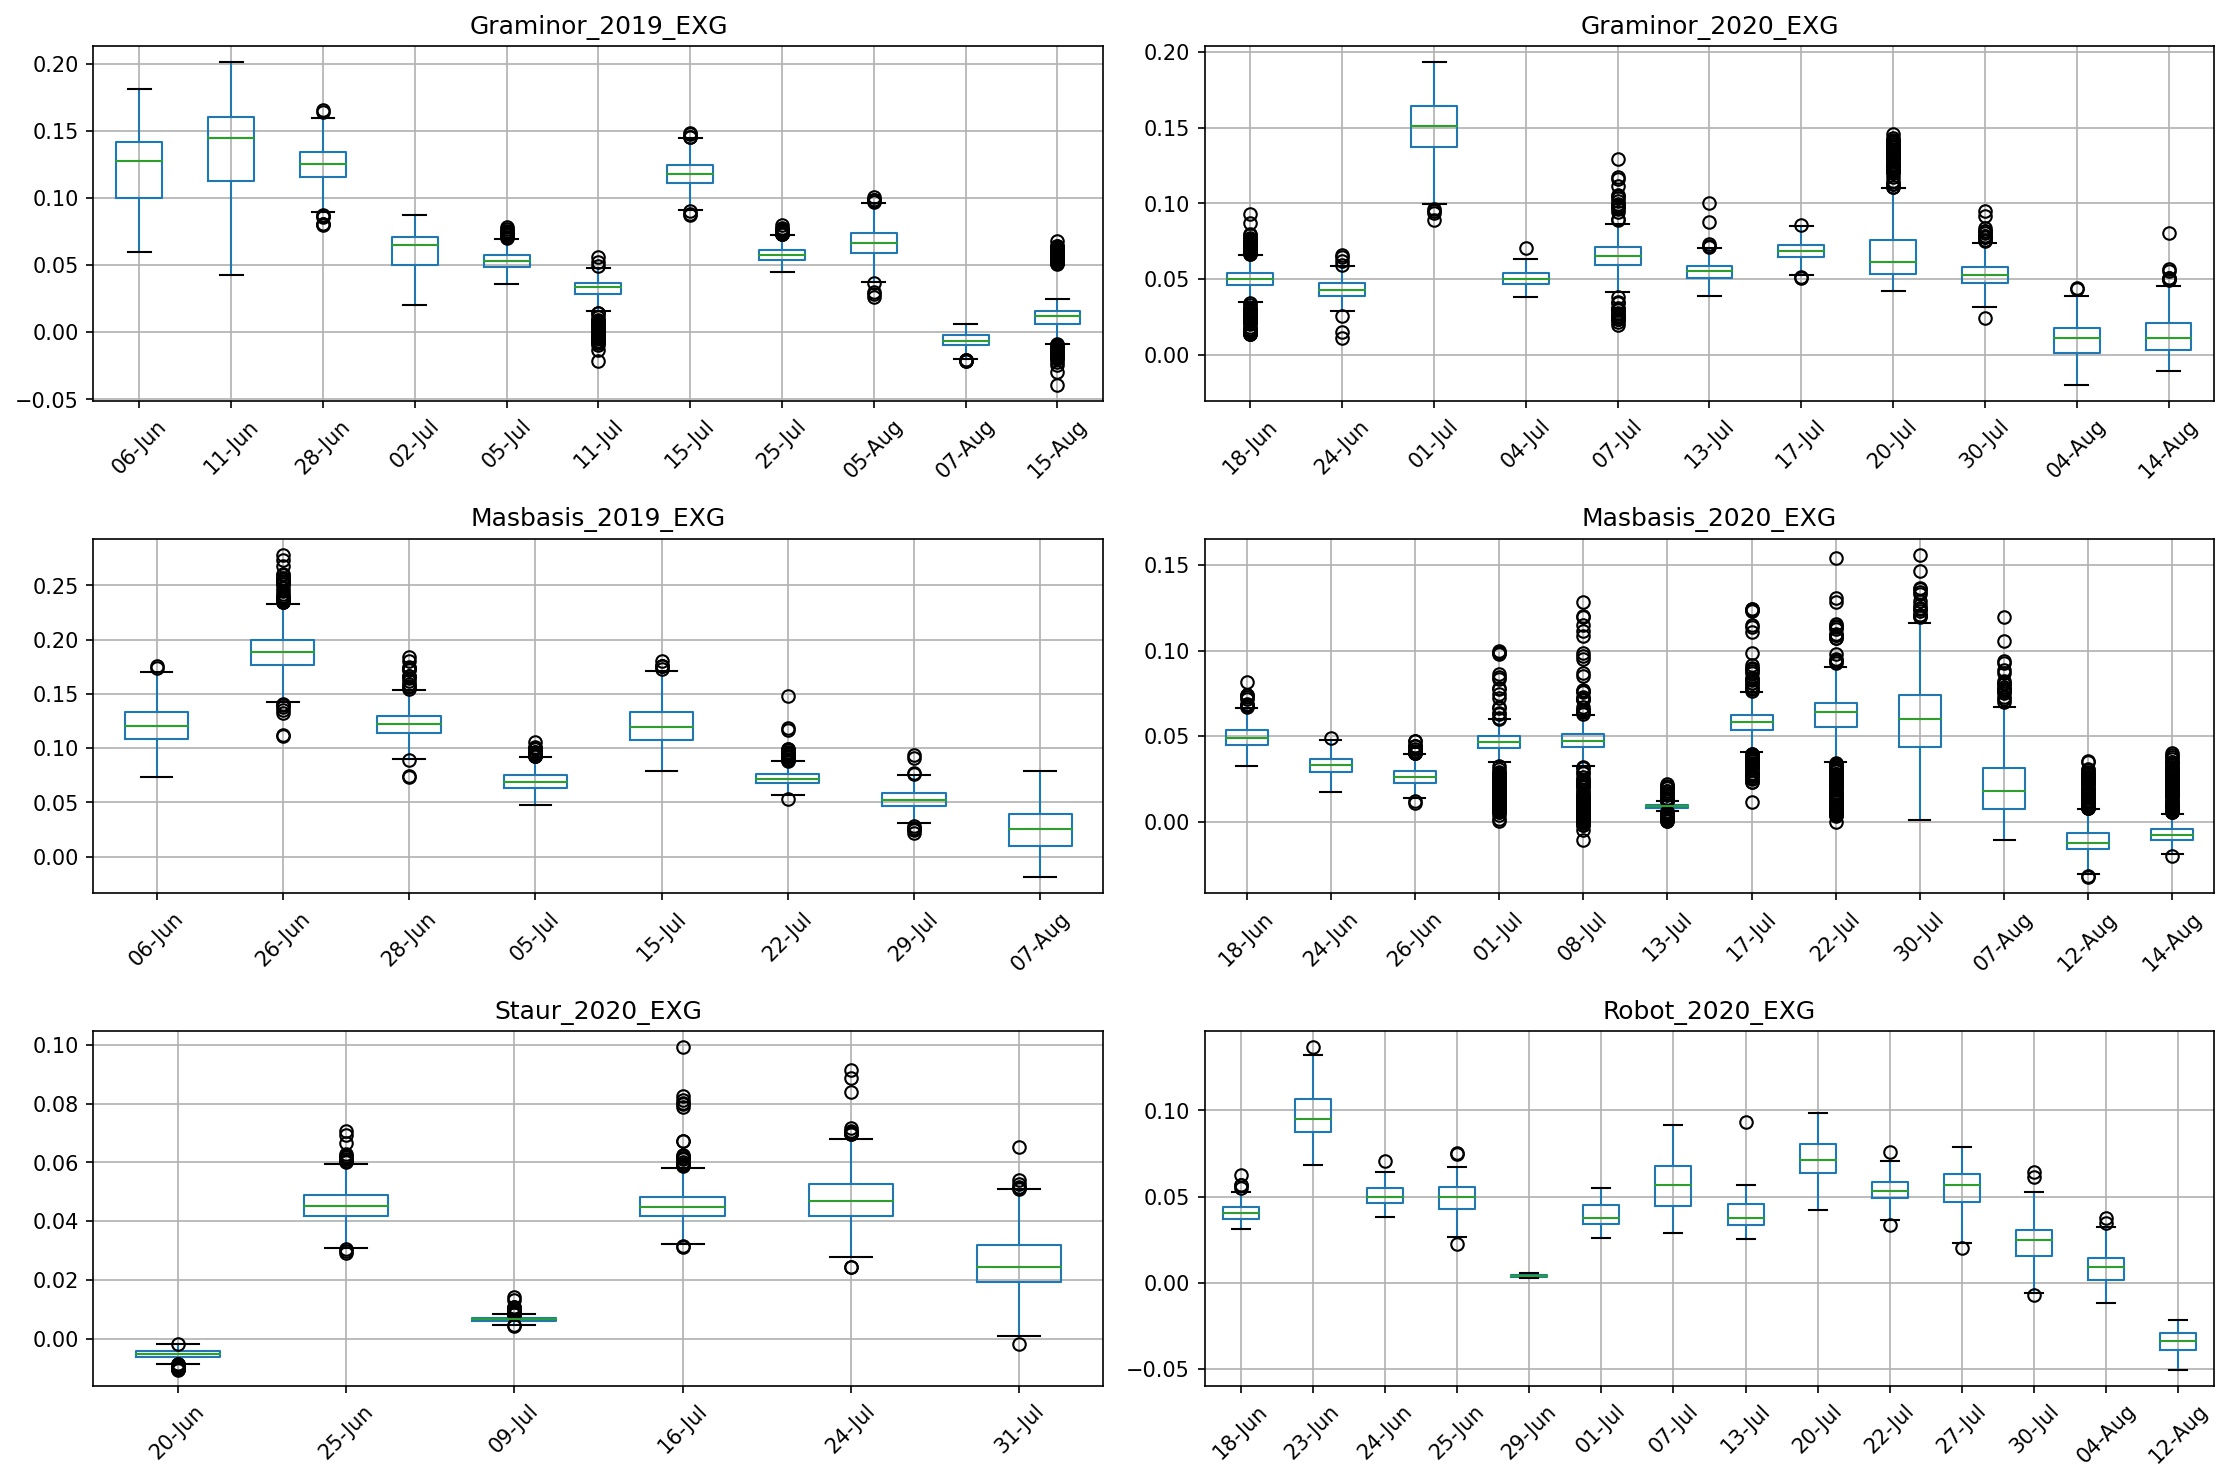 Graminor_2019_EXG
0.20
0.15
0.10
0.05
0.00
−0.05
06-Jun 11-Jun 28-Jun 02-Jul 05-Jul 11-Jul 15-Jul 25-Jul 05-Aug 07-Aug 15-Aug
Graminor_2020_EXG
0.20
0.15
0.10
0.05
0.00
18-Jun 24-Jun 01-Jul 04-Jul 07-Jul 13-Jul 17-Jul 20-Jul 30-Jul 04-Aug 14-Aug
Masbasis_2019_EXG
0.25
0.20
0.15
0.10
0.05
0.00
06-Jun 26-Jun 28-Jun 05-Jul 15-Jul 22-Jul 29-Jul 07-Aug
Masbasis_2020_EXG
0.15
0.10
0.05
0.00
18-Jun 24-Jun 26-Jun 01-Jul 08-Jul 13-Jul 17-Jul 22-Jul 30-Jul 07-Aug 12-Aug 14-Aug
Staur_2020_EXG
0.10
0.08
0.06
0.04
0.02
0.00
20-Jun 25-Jun 09-Jul 16-Jul 24-Jul 31-Jul
Robot_2020_EXG
0.10
0.05
0.00
−0.05
18-Jun 23-Jun 24-Jun 25-Jun 29-Jun 01-Jul 07-Jul 13-Jul 20-Jul 22-Jul 27-Jul 30-Jul 04-Aug 12-Aug